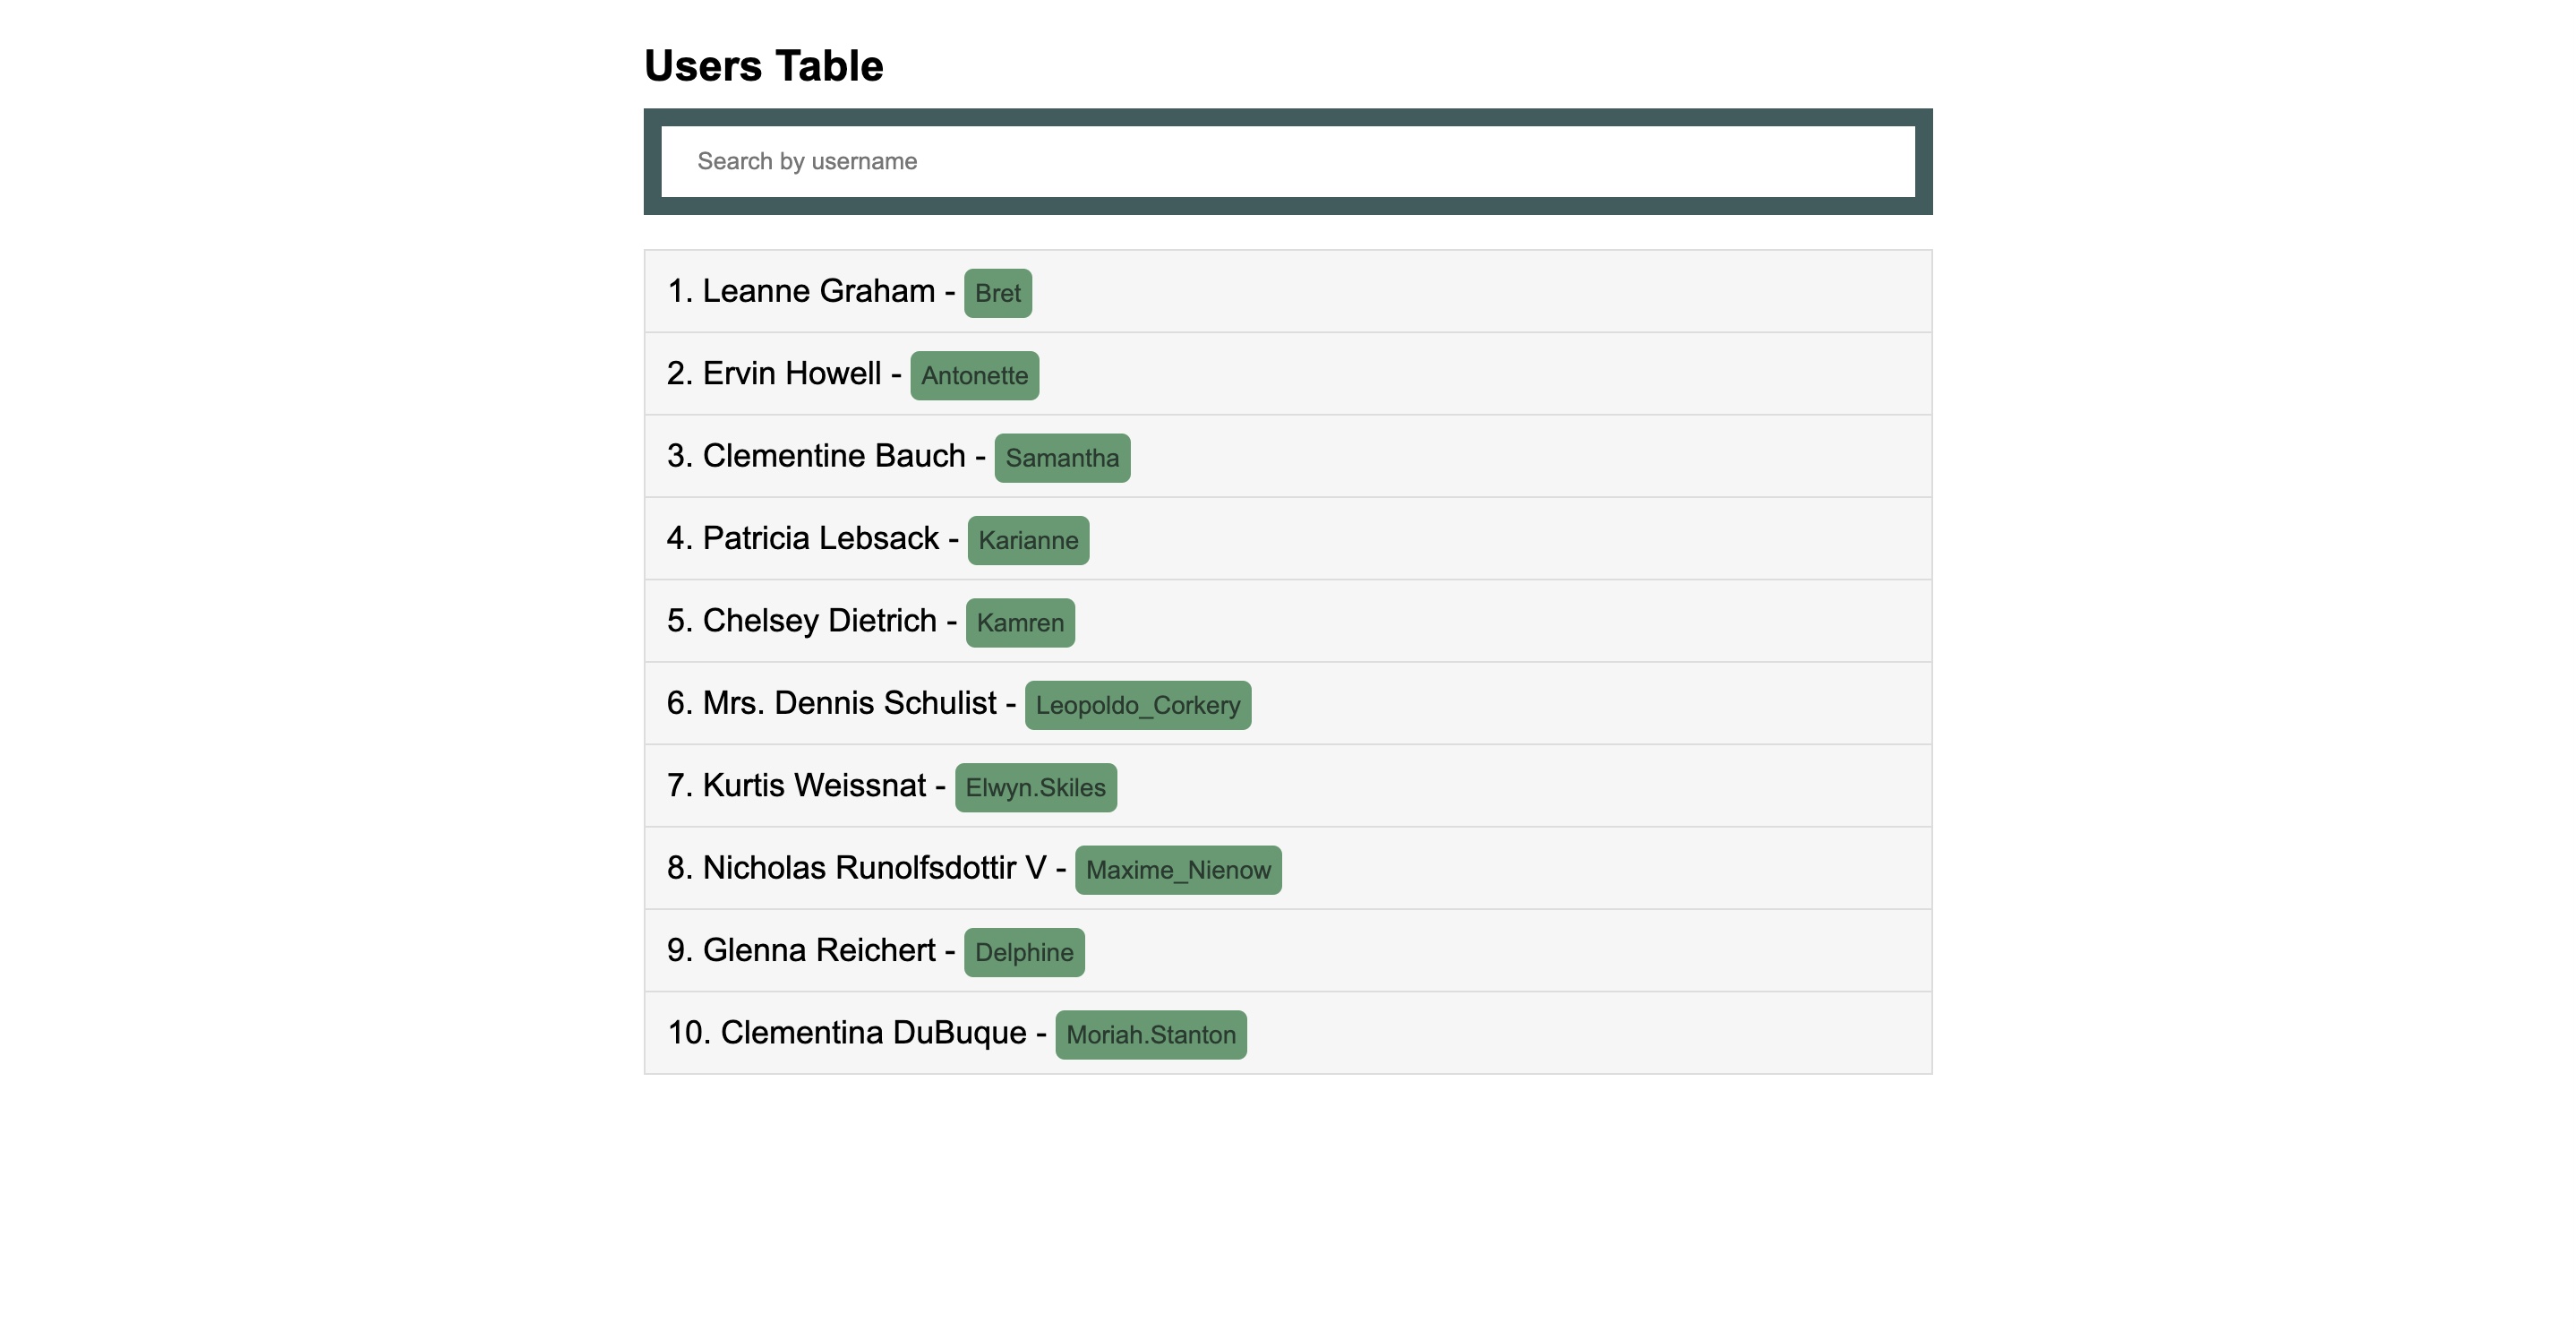 Users Table
Search by username
1. Leanne Graham - Bret
2. Ervin Howell - Antonette
3. Clementine Bauch - Samantha
4. Patricia Lebsack - Karianne
5. Chelsey Dietrich - Kamren
6. Mrs. Dennis Schulist - Leopoldo_Corkery
7. Kurtis Weissnat - Elwyn.Skiles
8. Nicholas Runolfsdottir V - Maxime_Nienow
9. Glenna Reichert - Delphine
10. Clementina DuBuque - Moriah.Stanton